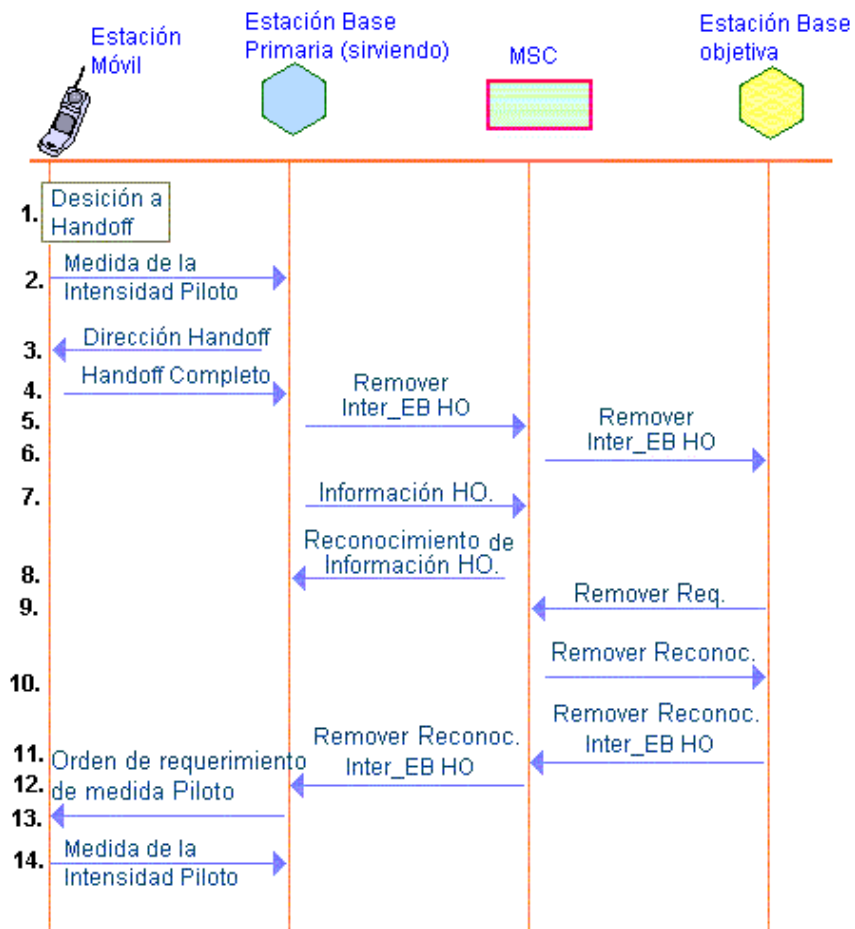 Estación
Móvil
Estación Base
Primaria (sirviendo)
MSC
Estación Base
objetiva
1.
Desición a
Handoff
2.
Medida de la
Intensidad Piloto
3.
Dirección Handoff
4.
Handoff Completo
5.
Remover
Inter_EB HO
6.
Remover
Inter_EB HO
7.
Información HO.
8.
Reconocimiento de
Información HO.
9.
Remover Req.
10.
Remover Reconoc.
11.
Remover Reconoc.
Inter_EB HO
12.
Remover Reconoc.
Inter_EB HO
13.
Orden de requerimiento
de medida Piloto
14.
Medida de la
Intensidad Piloto